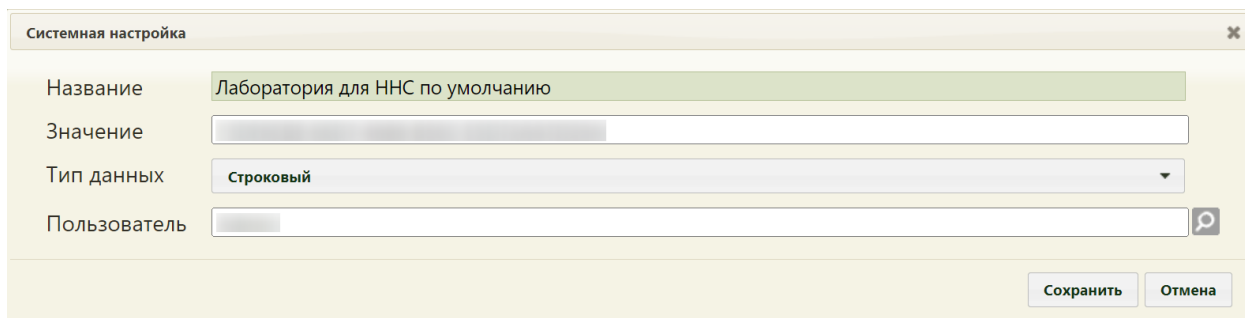 Системная настройка
Название Лаборатория для ННС по умолчанию
Значение
Тип данных Строковый
Пользователь
Сохранить Отмена